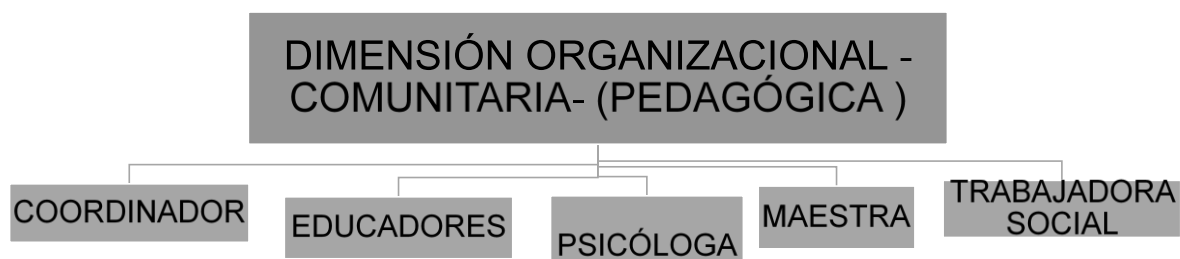 DIMENSIÓN ORGANIZACIONAL -
COMUNITARIA- (PEDAGÓGICA )
COORDINADOR
EDUCADORES
PSICÓLOGA
MAESTRA
TRABAJADORA
SOCIAL